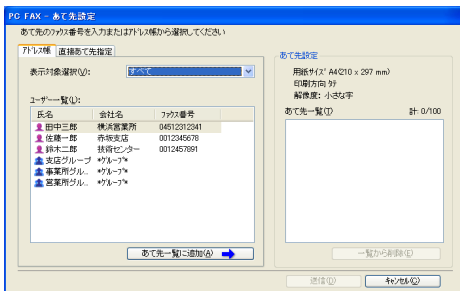 PC FAX - あて先設定
あて先のファクス番号を入力またはアドレス帳から選択してください
アドレス帳 直接あて先指定
表示対象選択(V): すべて
ユーザー一覧(L):
氏名 会社名 ファクス番号
田中三郎 横浜営業所 04512312341
佐藤一郎 赤坂支店 0012345678
鈴木二郎 技術センター 0012457891
支店グループ *グループ*
事業所グル... *グループ*
営業所グル... *グループ*
あて先一覧に追加(A)
あて先設定
用紙サイズ: A4(210 x 297 mm)
印刷方向: タテ
解像度: 小さな字
あて先一覧(T) 計: 0/100
一覧から削除(E)
送信(D) キャンセル(C)